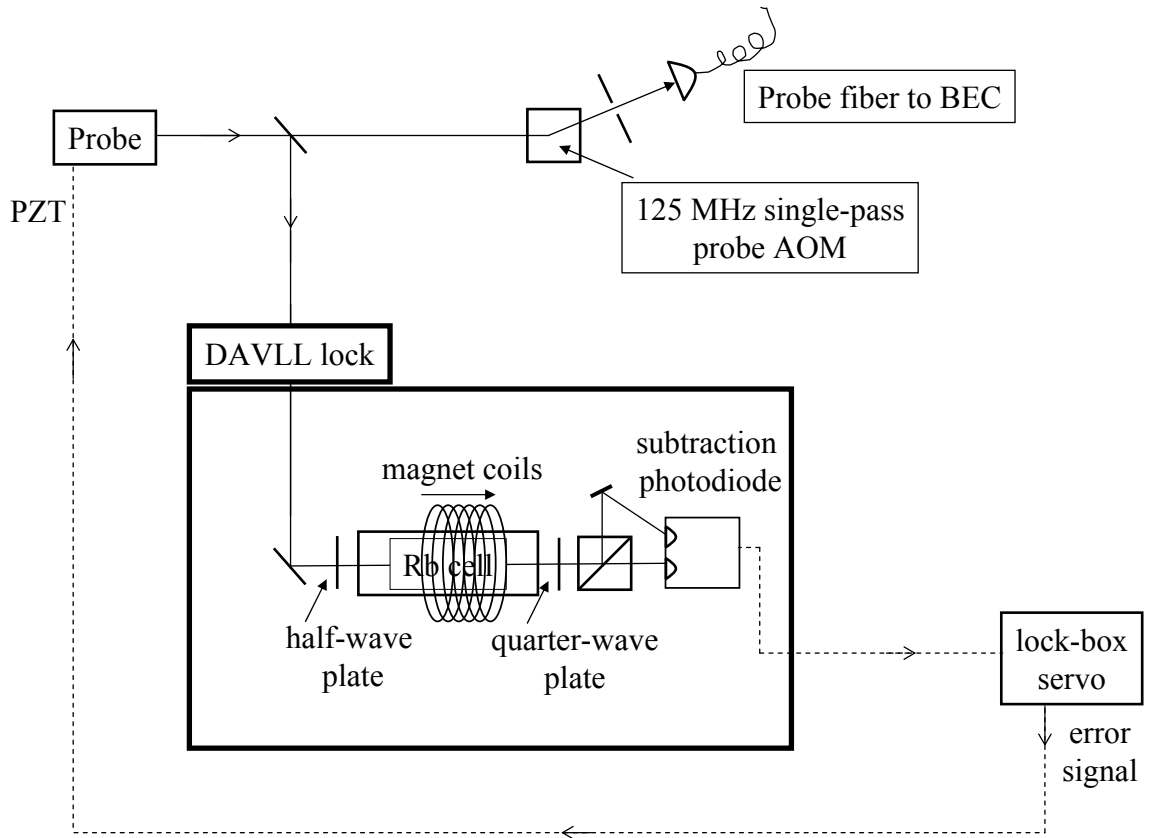 Probe fiber to BEC
Probe
PZT
125 MHz single-pass
probe AOM
DAVLL lock
subtraction
photodiode
magnet coils
Rb cell
half-wave
plate
quarter-wave
plate
lock-box
servo
error
signal